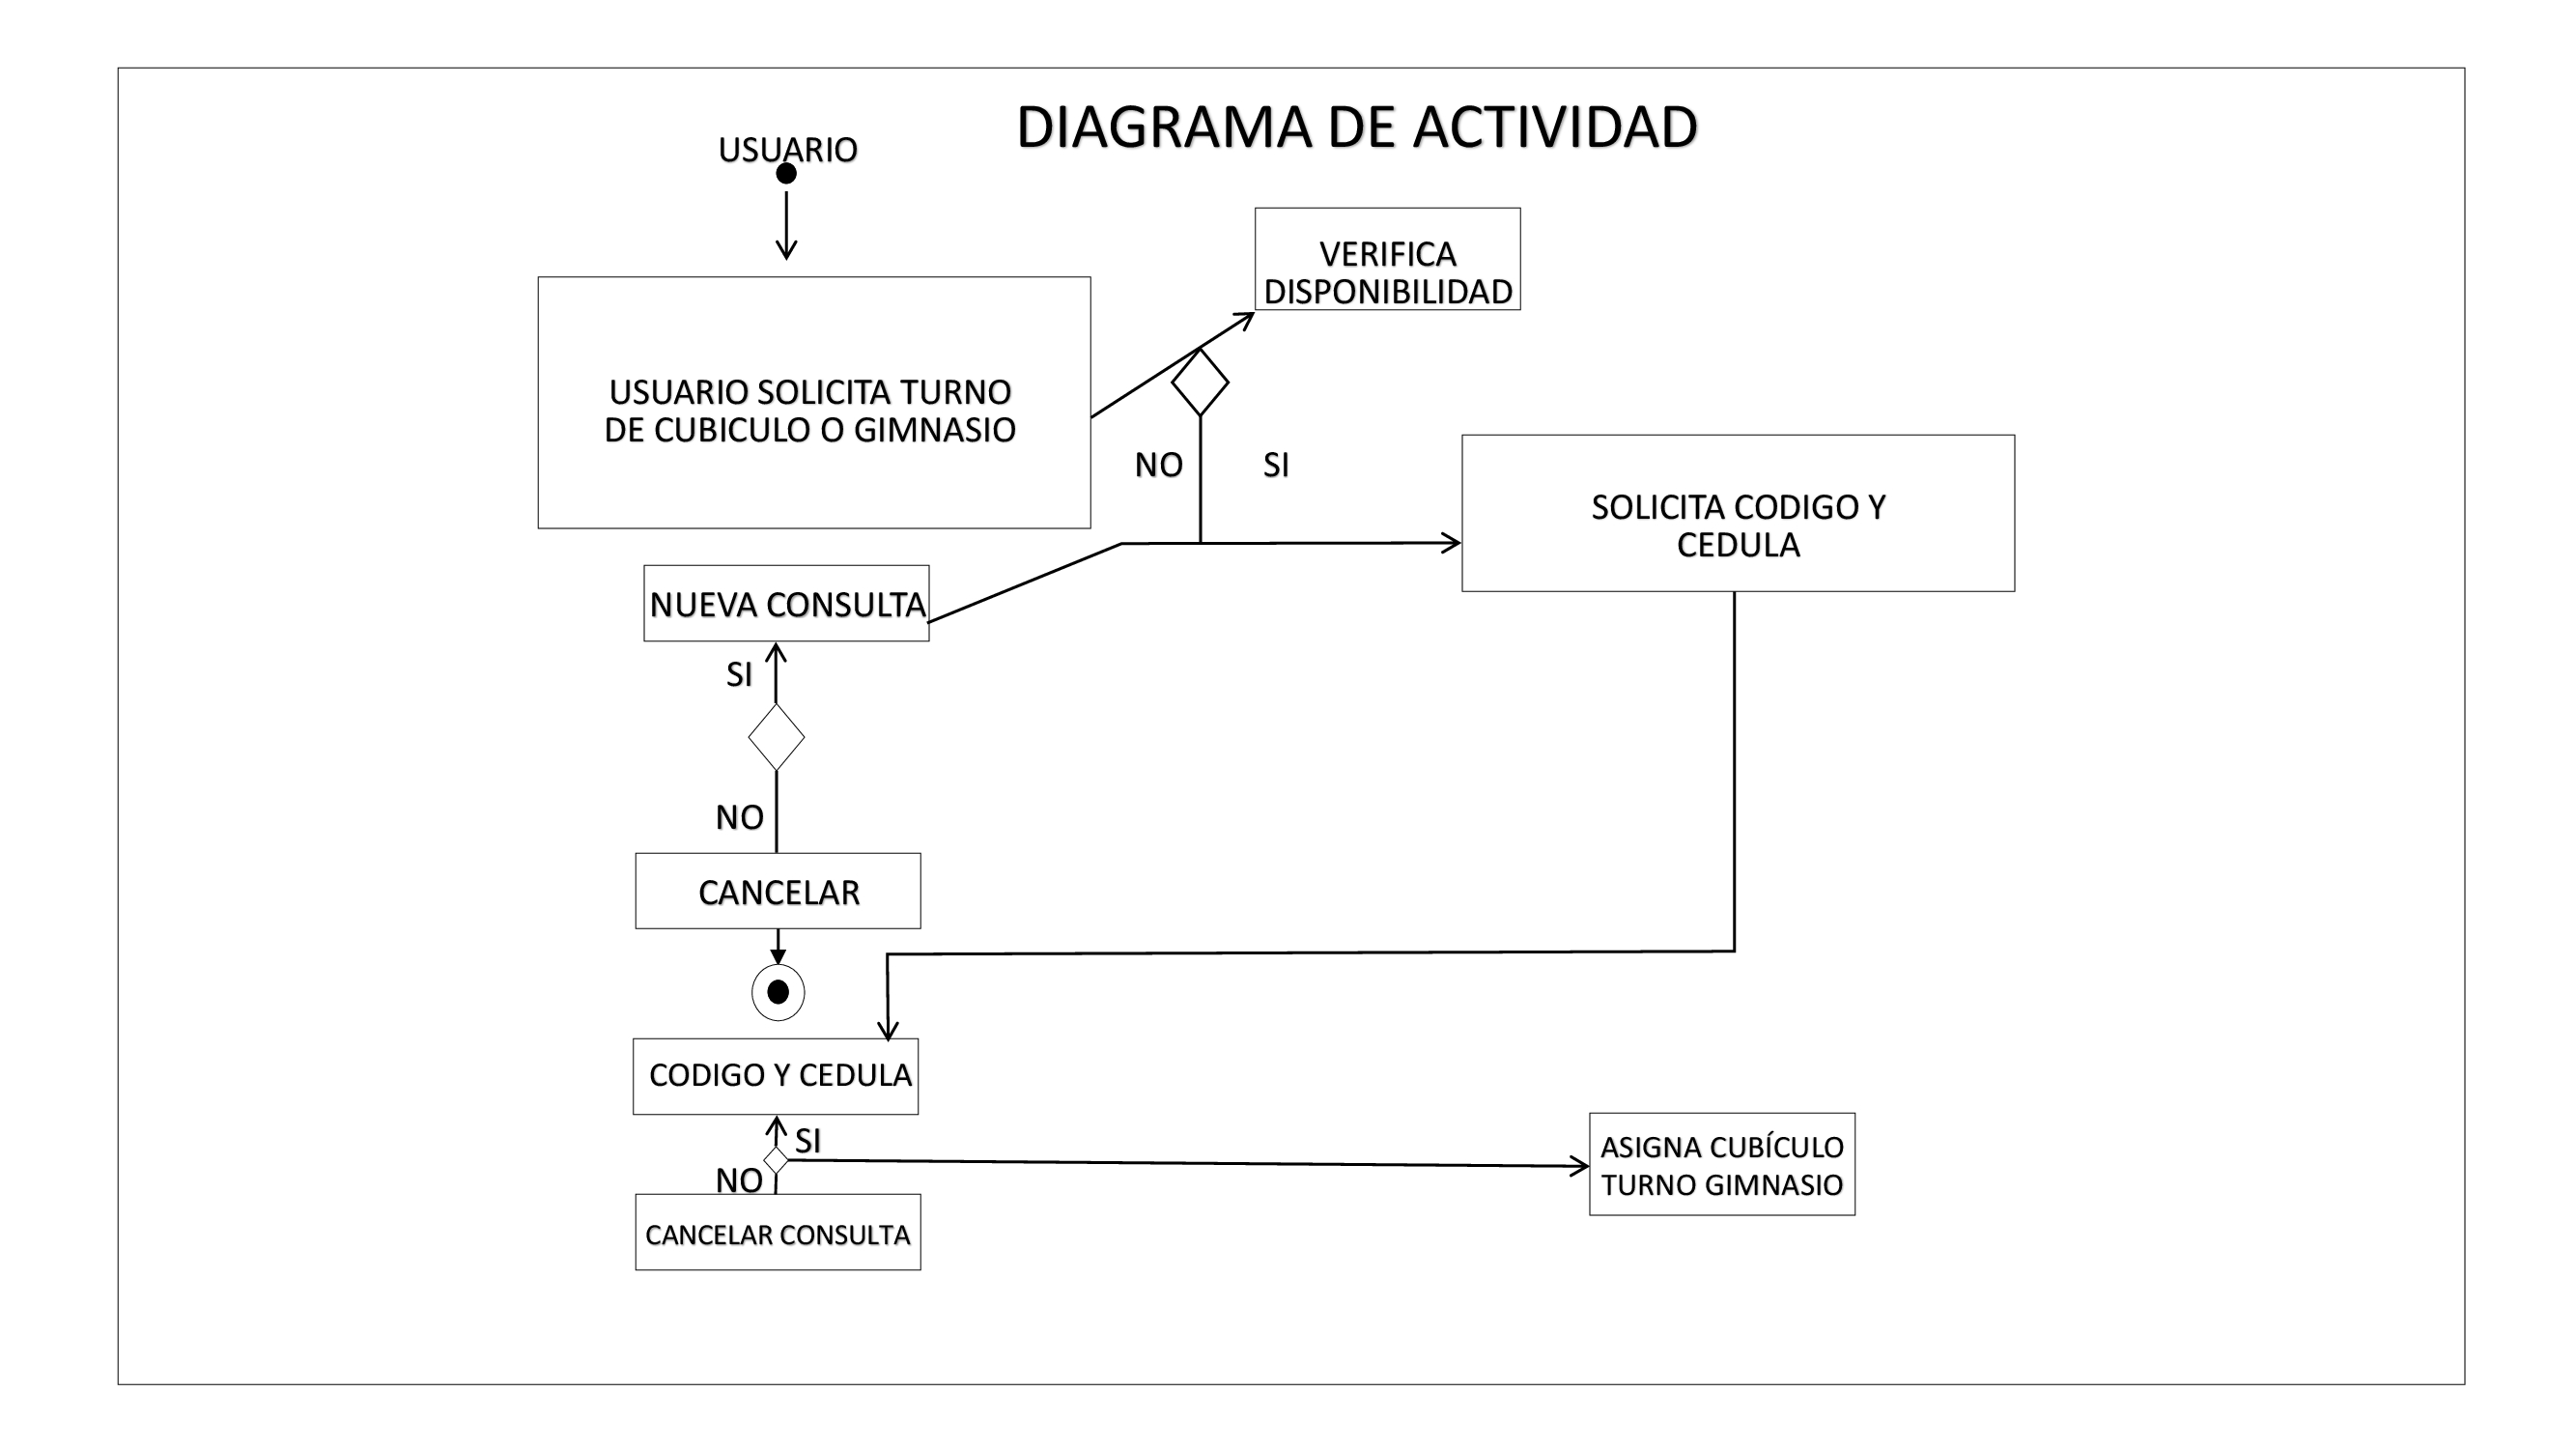 DIAGRAMA DE ACTIVIDAD
USUARIO
VERIFICA
DISPONIBILIDAD
USUARIO SOLICITA TURNO
DE CUBICULO O GIMNASIO
NO
SI
SOLICITA CODIGO Y
CEDULA
NUEVA CONSULTA
SI
NO
CANCELAR
CODIGO Y CEDULA
SI
NO
ASIGNA CUBÍCULO
TURNO GIMNASIO
CANCELAR CONSULTA